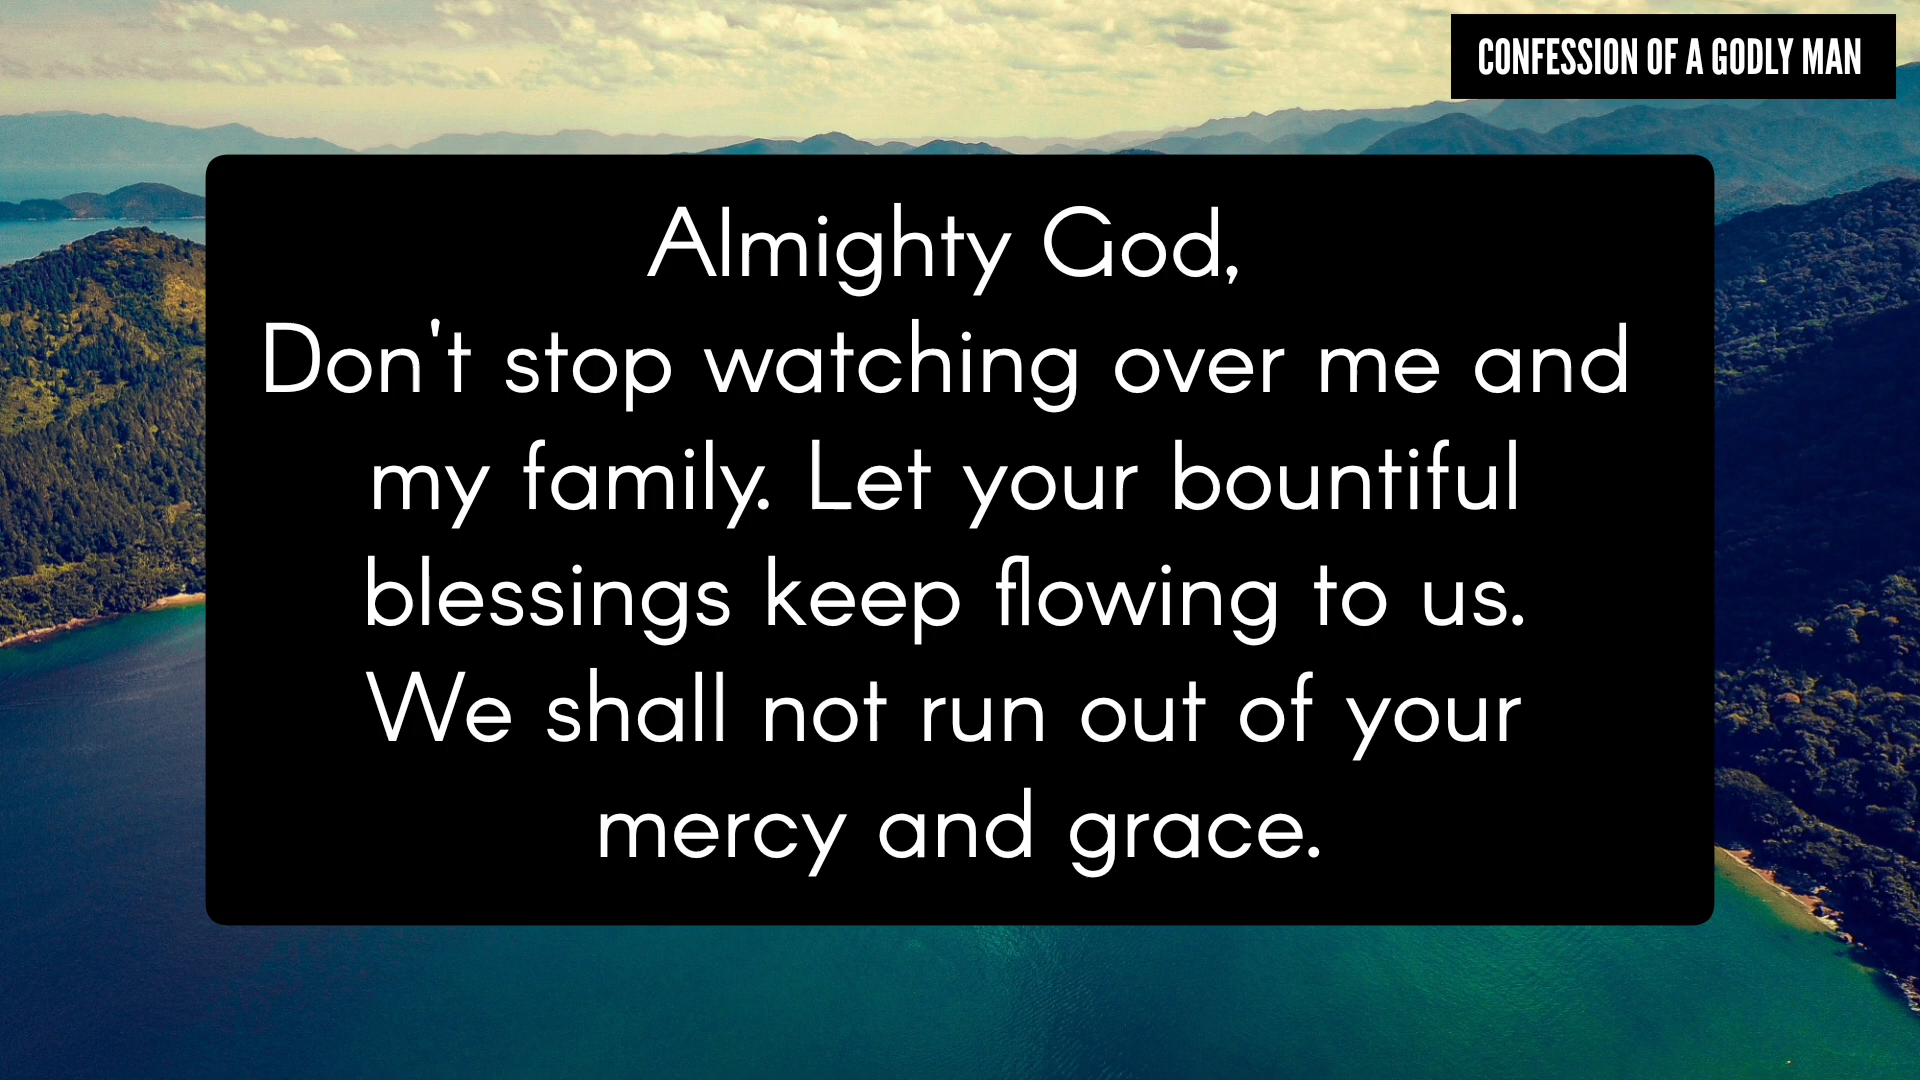 CONFESSION OF A GODLY MAN
Almighty God,
Don't stop watching over me and
my family. Let your bountiful
blessings keep flowing to us.
We shall not run out of your
mercy and grace.